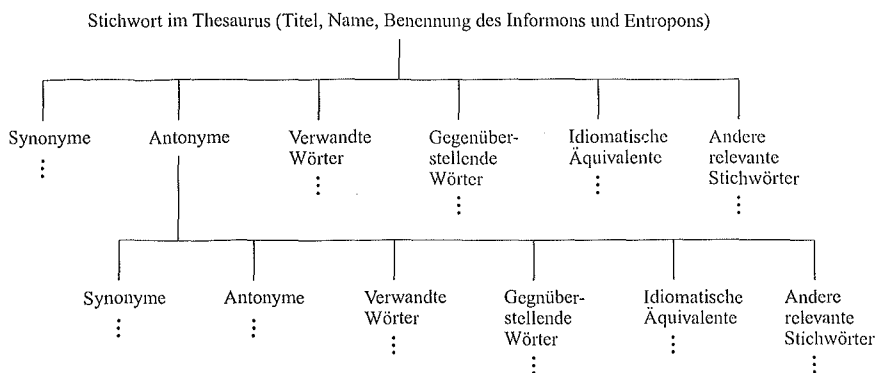 Stichwort im Thesaurus (Titel, Name, Benennung des Informons und Entropons)
Synonyme
Antonyme
Verwandte
Wörter
Gegenüber-
stellende
Wörter
Idiomatische
Äquivalente
Andere
relevante
Stichwörter
Synonyme
Antonyme
Verwandte
Wörter
Gegnüber-
stellende
Wörter
Idiomatische
Äquivalente
Andere
relevante
Stichwörter